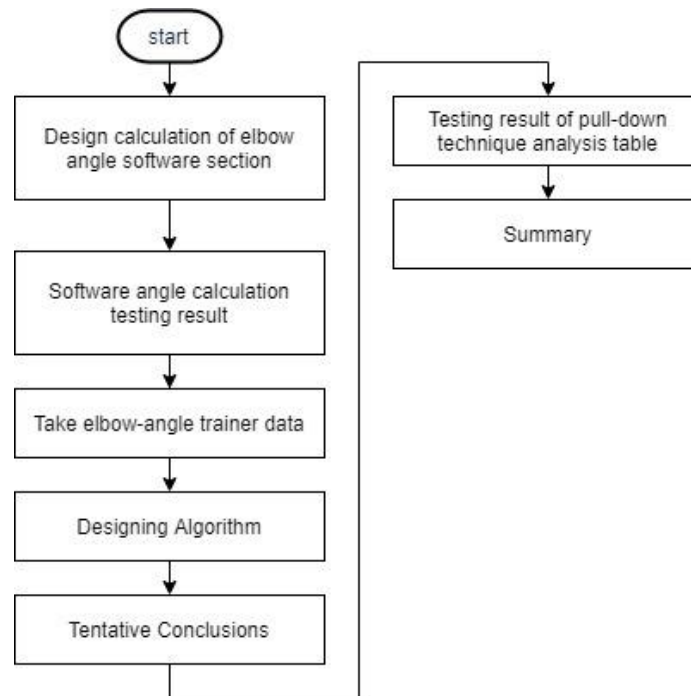 start
Design calculation of elbow
angle software section
Software angle calculation
testing result
Take elbow-angle trainer data
Designing Algorithm
Tentative Conclusions
Testing result of pull-down
technique analysis table
Summary